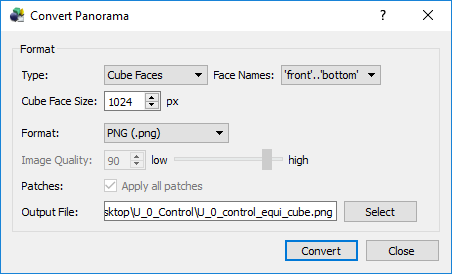 Convert Panorama
?
Format
Type: Cube Faces Face Names: 'front'..'bottom'
Cube Face Size: 1024 px
Format: PNG (.png)
Image Quality: 90 low high
Patches: Apply all patches
Output File: sktop\U_0_Control\U_0_control_equi_cube.png Select
Convert Close